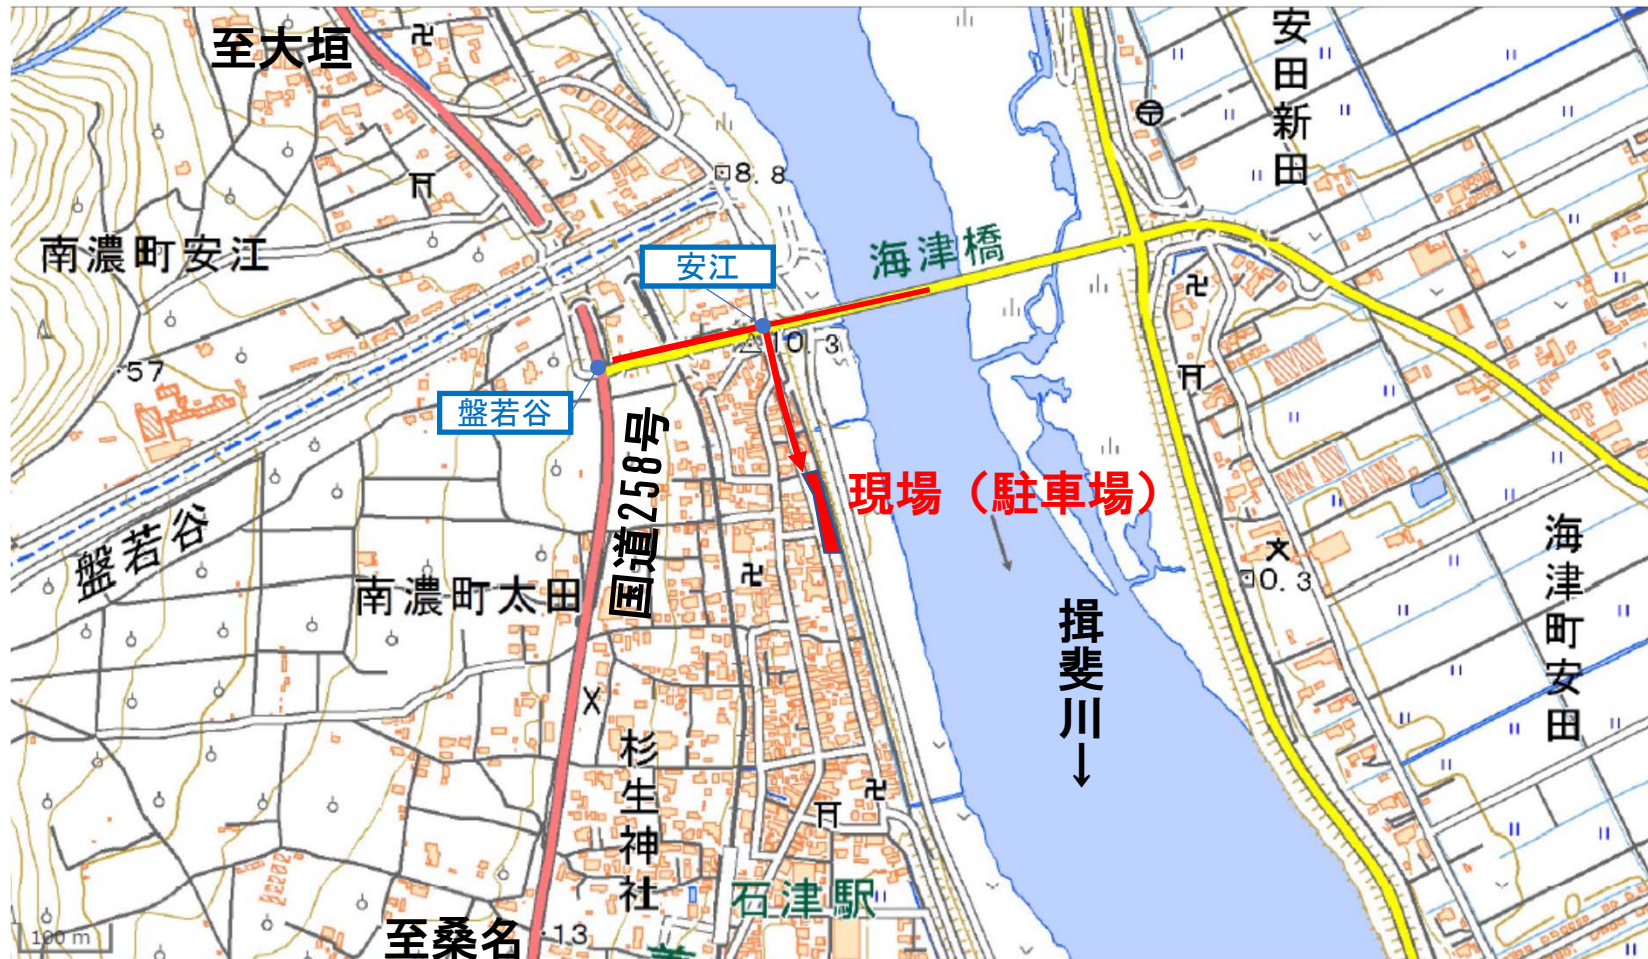 至大垣
安田新田
8.8
南濃町安江
海津橋
安江
10.3
57
盤若谷
国道258号
現場（駐車場）
盤若谷
南濃町太田
海津町安田
0.3
揖斐川→
杉生神社
石津駅
至桑名
13
100 m